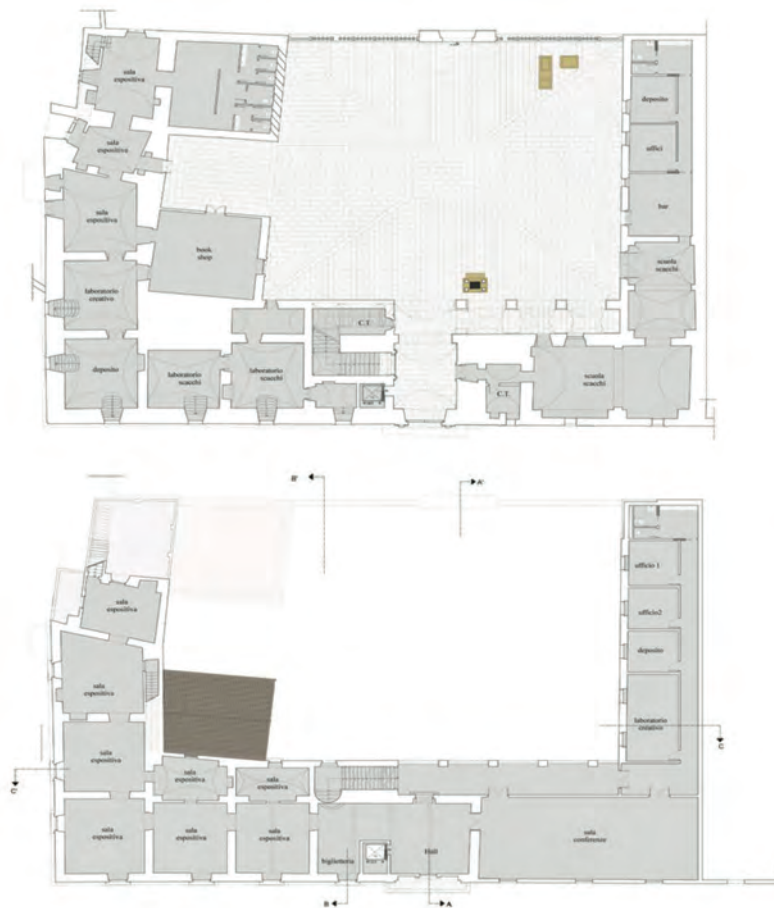 sala
espositiva
deposito
sala
espositiva
uffici
sala
espositiva
bar
book
shop
scuola
scacchi
laboratorio
creativo
C.T.
deposito
laboratorio
scacchi
laboratorio
scacchi
scuola
scacchi
C.T.
B'
A'
ufficio 1
sala
espositiva
ufficio2
deposito
sala
espositiva
laboratorio
creativo
sala
espositiva
sala
espositiva
sala
espositiva
sala
espositiva
sala
espositiva
sala
espositiva
biglietteria
Hall
sala
conferenze
B
A